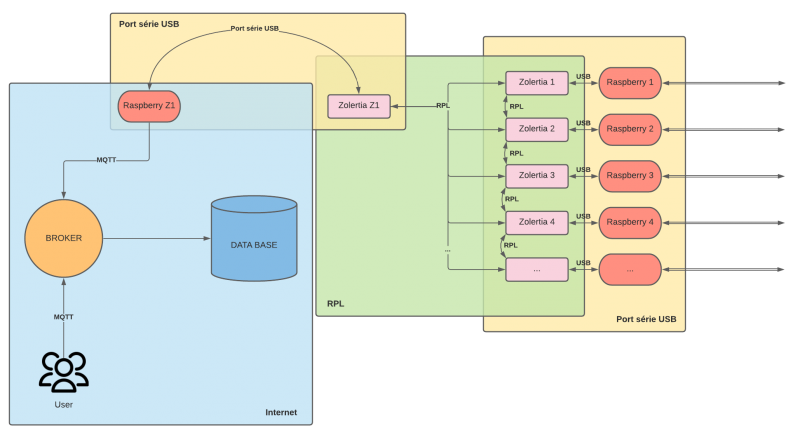 Port série USB
Port série USB
Raspberry Z1
Zolertia Z1
RPL
Zolertia 1
USB
Raspberry 1
RPL
Zolertia 2
USB
Raspberry 2
RPL
Zolertia 3
USB
Raspberry 3
RPL
Zolertia 4
USB
Raspberry 4
RPL
...
...
USB
...
RPL
Port série USB
MQTT
BROKER
DATA BASE
MQTT
User
Internet